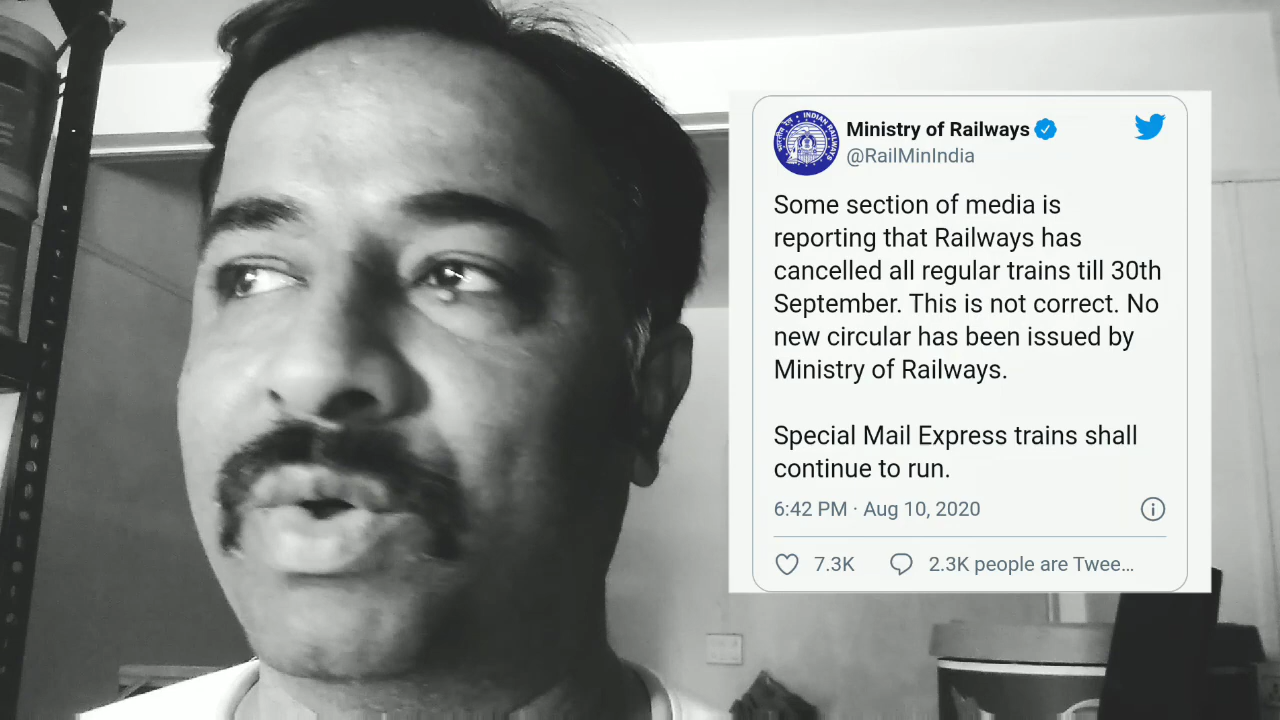 Ministry of Railways
@RailMinIndia
Some section of media is
reporting that Railways has
cancelled all regular trains till 30th
September. This is not correct. No
new circular has been issued by
Ministry of Railways.
Special Mail Express trains shall
continue to run.
6:42 PM · Aug 10, 2020
7.3K 2.3K people are Twee...
INDIAN RAILWAYS